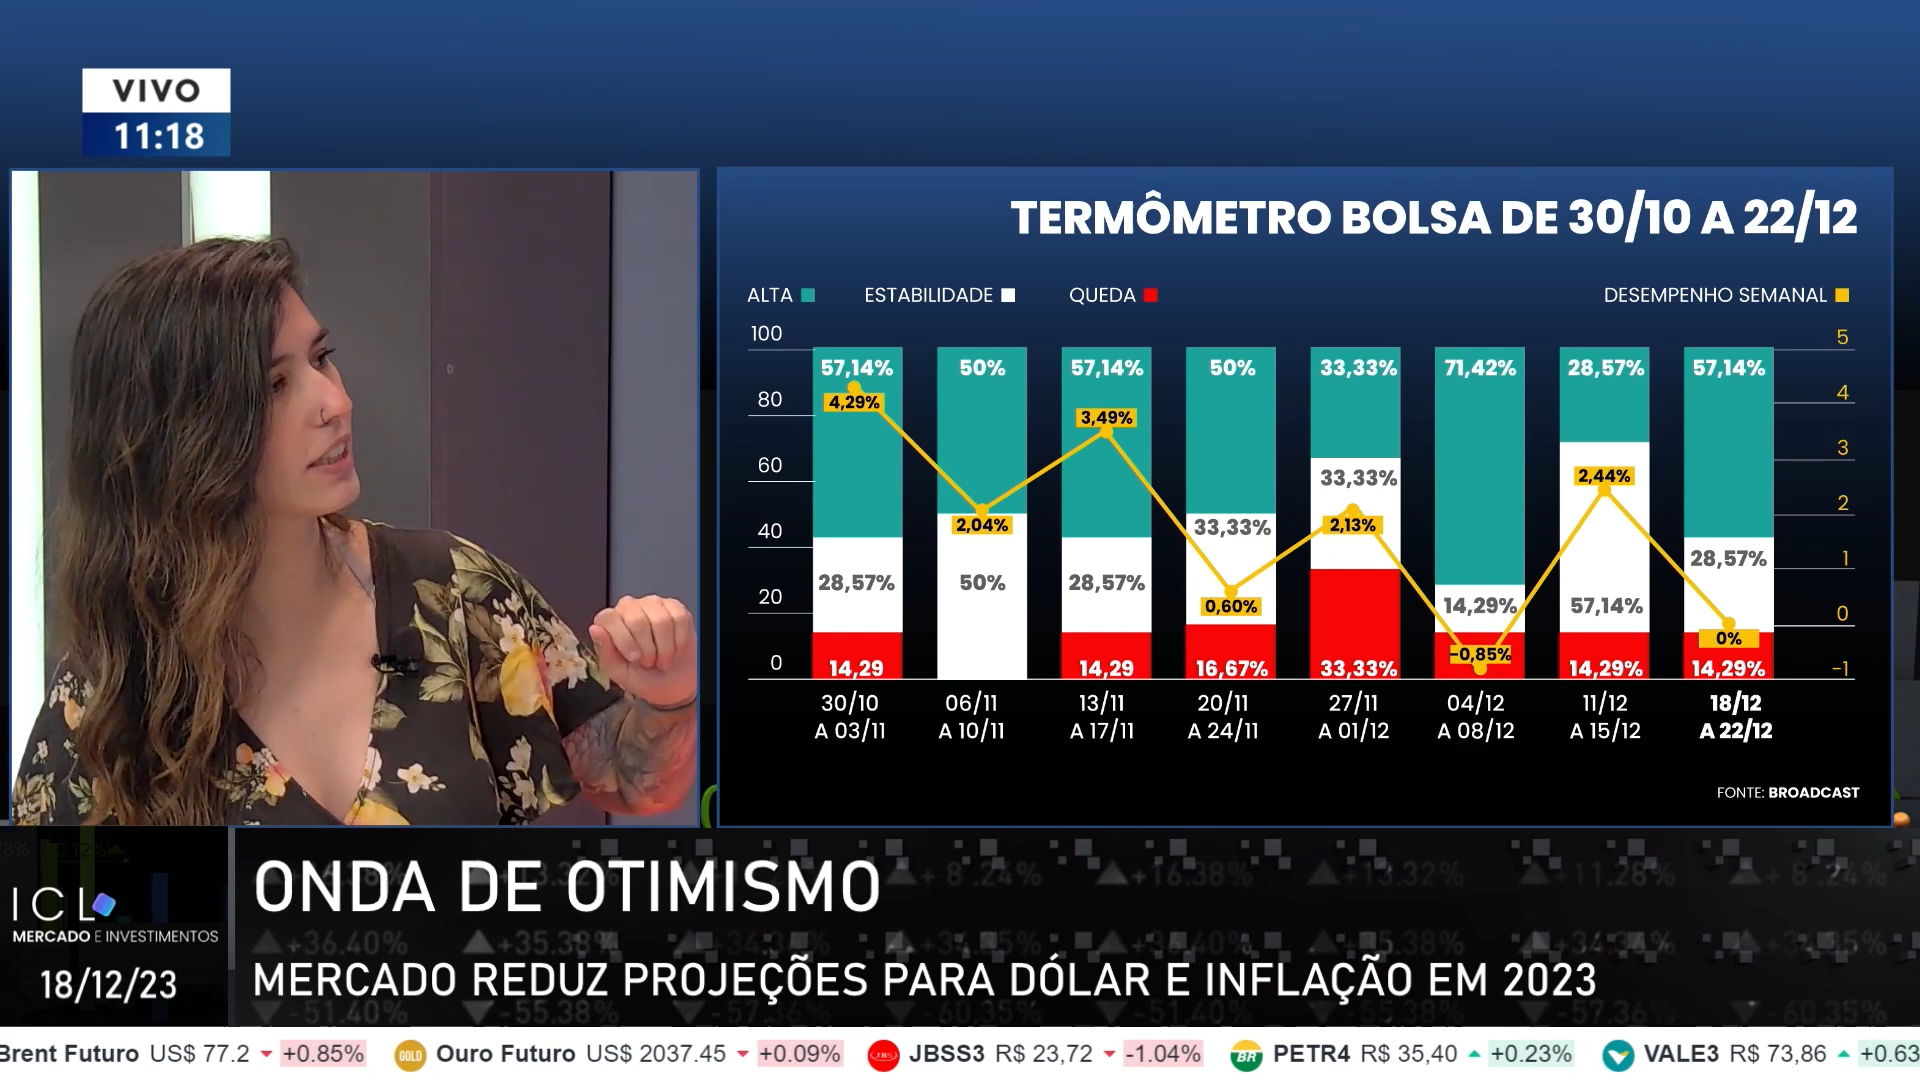 VIVO
11:18
TERMÔMETRO BOLSA DE 30/10 A 22/12
ALTA ESTABILIDADE QUEDA DESEMPENHO SEMANAL
100 5
57,14% 50% 57,14% 50% 33,33% 71,42% 28,57% 57,14%
80 4
4,29% 3,49%
60 3
33,33% 2,44%
2
2,04% 33,33% 2,13%
40 1
28,57%
28,57% 50% 28,57%
20 0
0,60% 14,29% 57,14%
0%
-0,85%
0 -1
14,29 14,29 16,67% 33,33% 14,29% 14,29%
30/10 06/11 13/11 20/11 27/11 04/12 11/12 18/12
A 03/11 A 10/11 A 17/11 A 24/11 A 01/12 A 08/12 A 15/12 A 22/12
FONTE: BROADCAST
ONDA DE OTIMISMO
ICL
MERCADO E INVESTIMENTOS
MERCADO REDUZ PROJEÇÕES PARA DÓLAR E INFLAÇÃO EM 2023
18/12/23
Brent Futuro US$ 77.2 +0.85% GOLD Ouro Futuro US$ 2037.45 +0.09% JBS JBSS3 R$ 23,72 -1.04% BR PETR4 R$ 35,40 +0.23% VALE3 R$ 73,86 +0.63